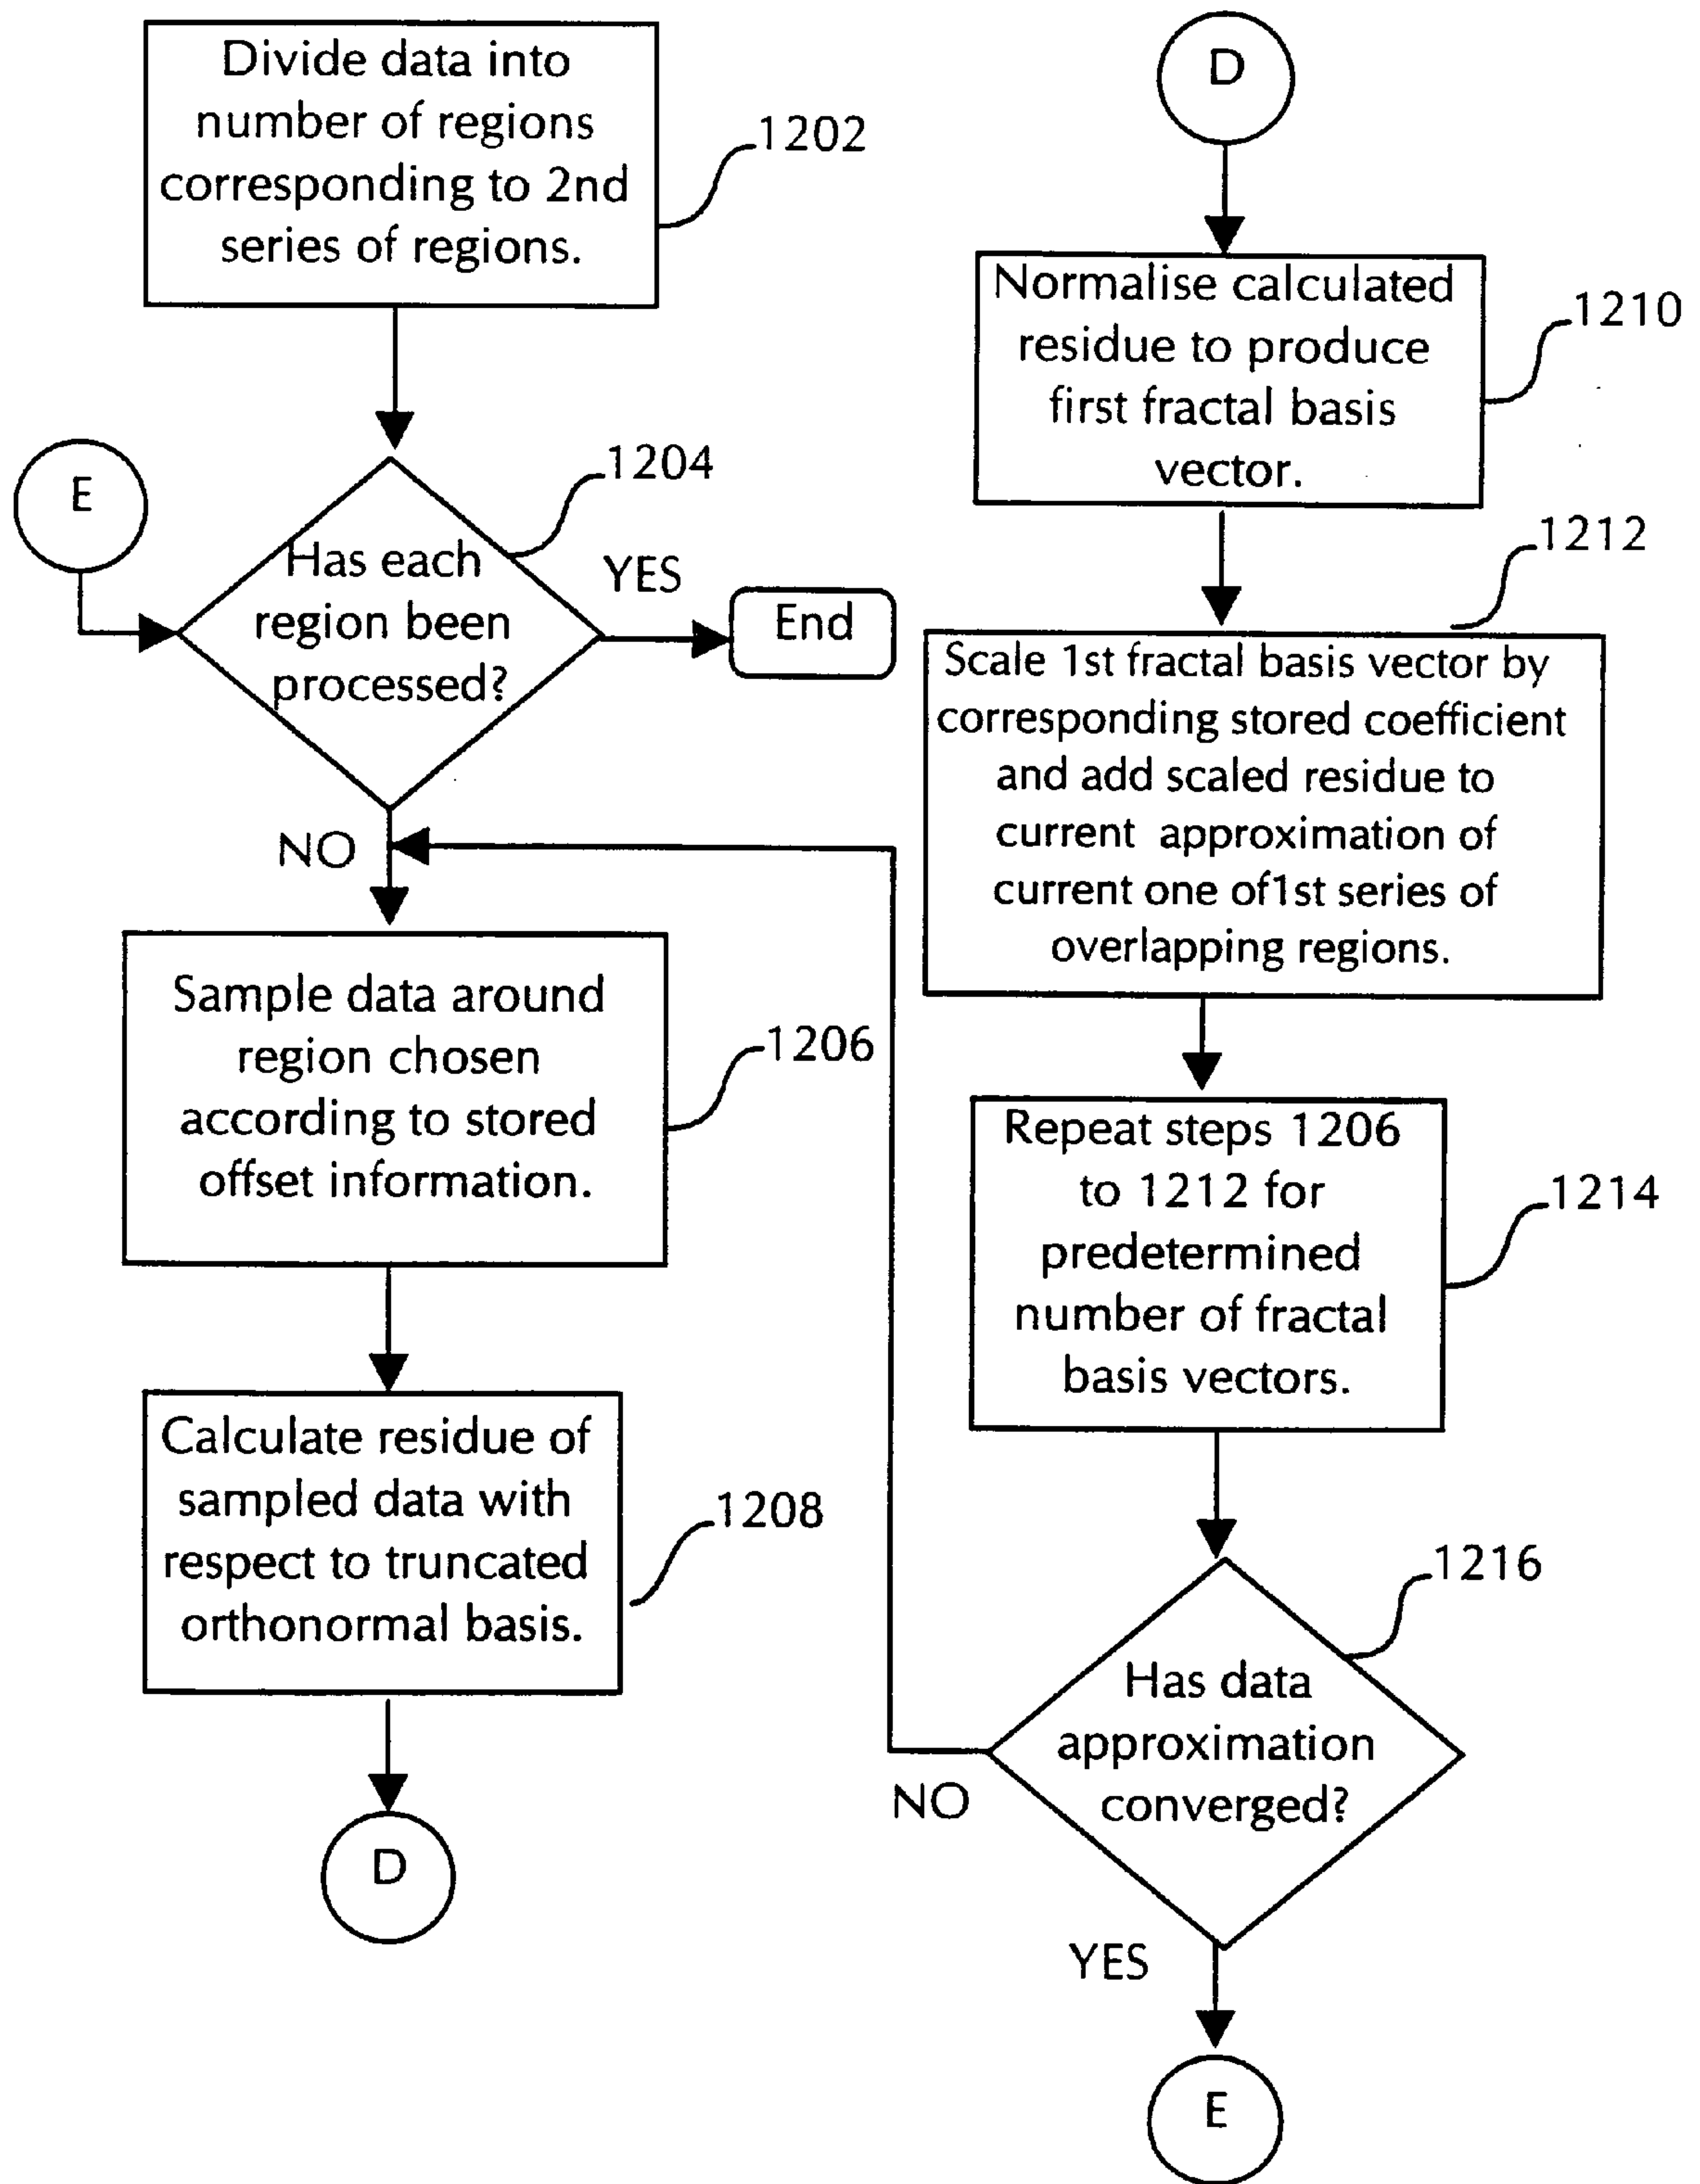 Divide data into
number of regions
corresponding to 2nd
series of regions.
1202
E
1204
Has each
region been
processed?
YES
End
NO
Sample data around
region chosen
according to stored
offset information.
1206
Calculate residue of
sampled data with
respect to truncated
orthonormal basis.
1208
D
D
Normalise calculated
residue to produce
first fractal basis
vector.
1210
1212
Scale 1st fractal basis vector by
corresponding stored coefficient
and add scaled residue to
current approximation of
current one of1st series of
overlapping regions.
Repeat steps 1206
to 1212 for
predetermined
number of fractal
basis vectors.
1214
1216
Has data
approximation
converged?
NO
YES
E